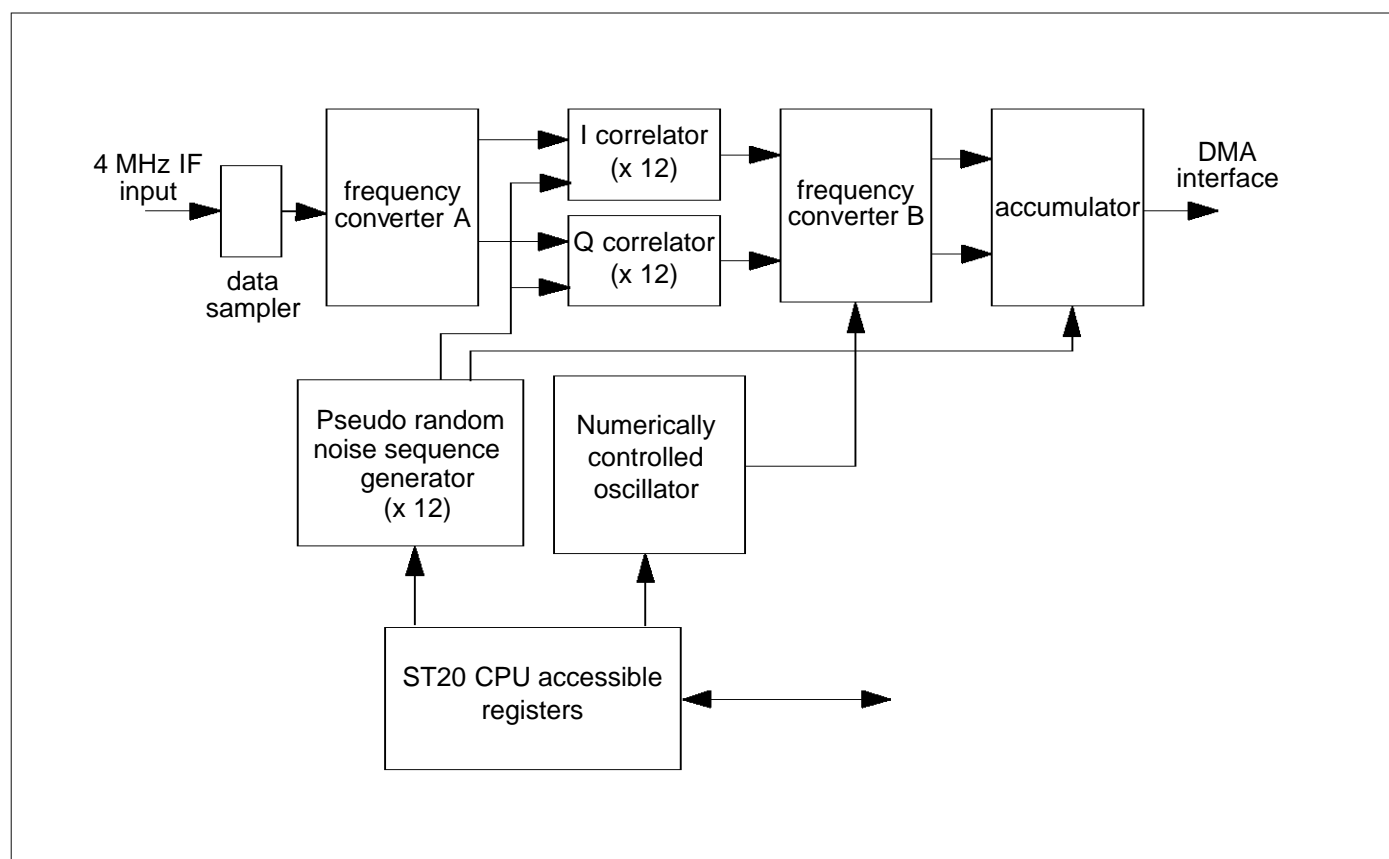 4 MHz IF
input
data
sampler
frequency
converter A
I correlator
(x 12)
Q correlator
(x 12)
frequency
converter B
accumulator
DMA
interface
Pseudo random
noise sequence
generator
(x 12)
Numerically
controlled
oscillator
ST20 CPU accessible
registers